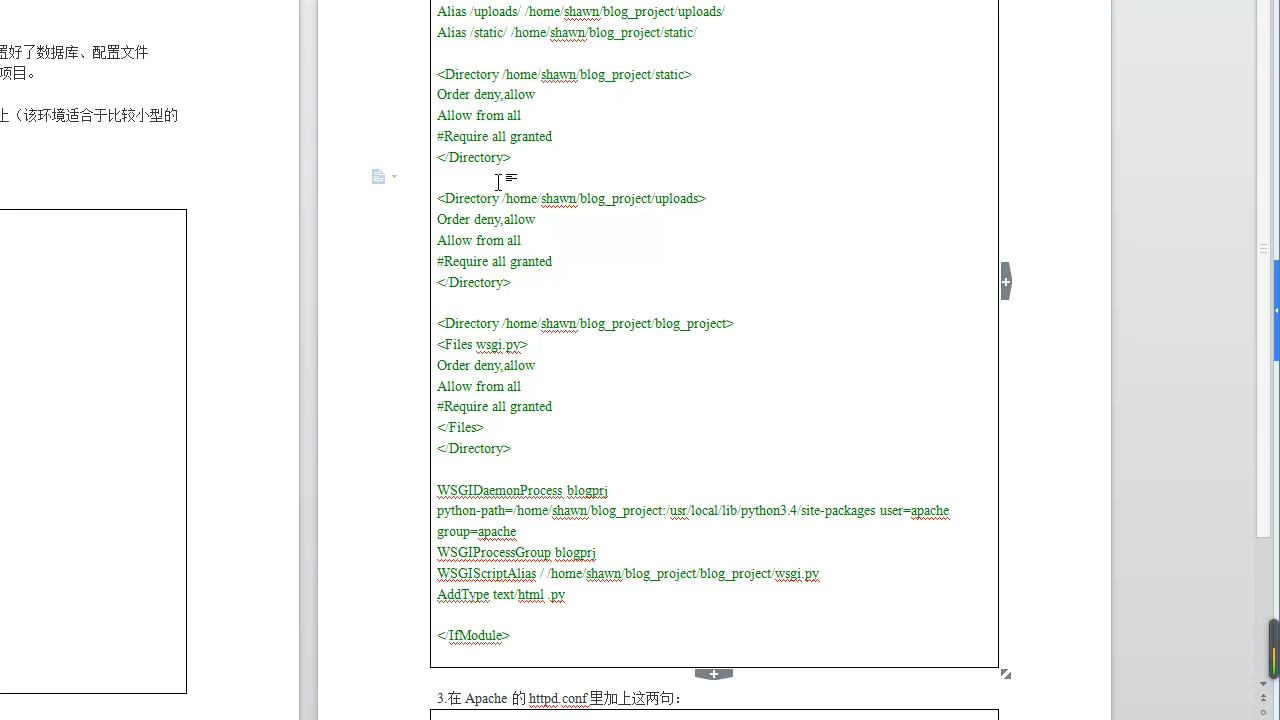 置好了数据库、配置文件
项目。
上（该环境适合于比较小型的
Alias /uploads/ /home/shawn/blog_project/uploads/
Alias /static/ /home/shawn/blog_project/static/
<Directory /home/shawn/blog_project/static>
Order deny,allow
Allow from all
#Require all granted
</Directory>
<Directory /home/shawn/blog_project/uploads>
Order deny,allow
Allow from all
#Require all granted
</Directory>
<Directory /home/shawn/blog_project/blog_project>
<Files wsgi.py>
Order deny,allow
Allow from all
#Require all granted
</Files>
</Directory>
WSGIDaemonProcess blogprj
python-path=/home/shawn/blog_project:/usr/local/lib/python3.4/site-packages user=apache
group=apache
WSGIProcessGroup blogprj
WSGIScriptAlias / /home/shawn/blog_project/blog_project/wsgi.py
AddType text/html .py
</IfModule>
3.在 Apache 的 httpd.conf 里加上这两句：